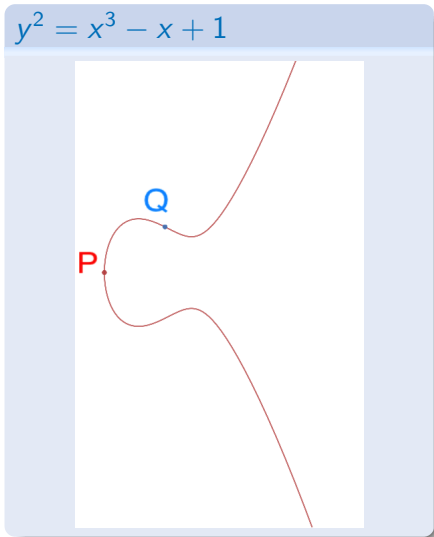 y² = x³ − x + 1
Q
P